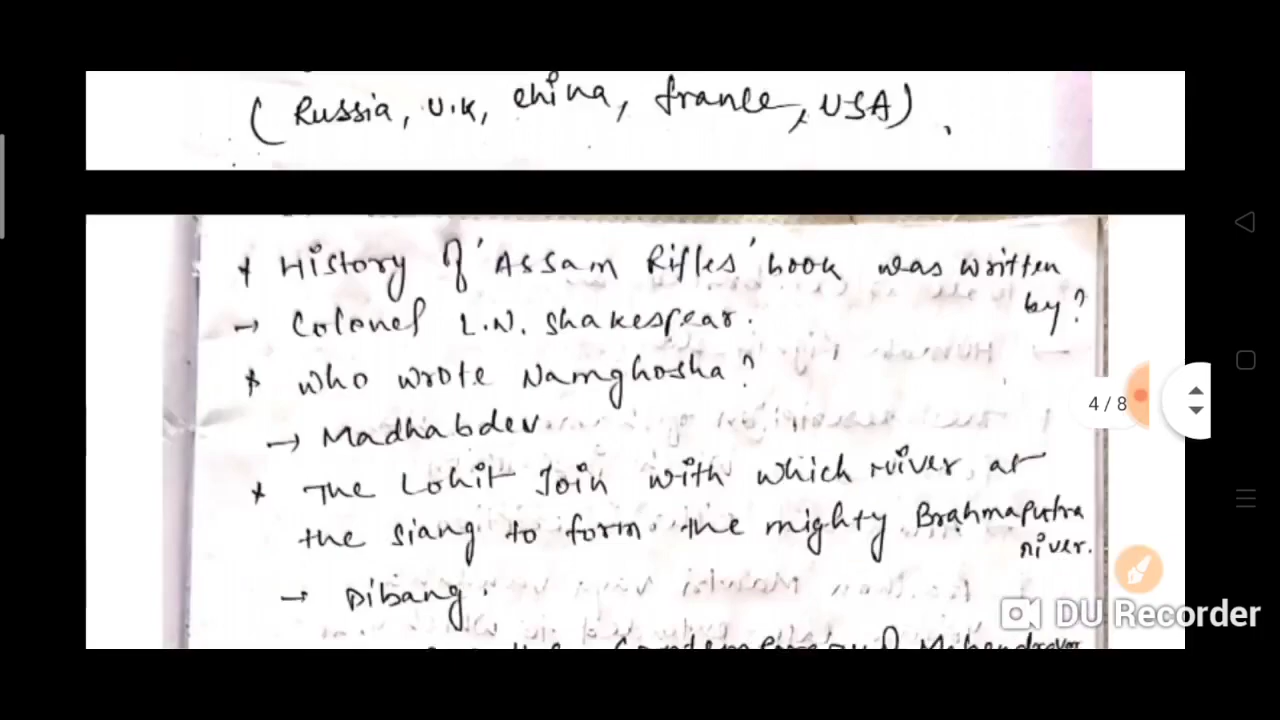 ( Russia, U.K, China, france, USA) .
* History of 'Assam Rifles' book was written by?
→ Colonel L.W. Shakespear.
* who wrote Namghosha?
→ Madhabdev
* The Lohit Join with which river, at
the siang to form the mighty Brahmaputra river.
→ Dibang.
4/8
DU Recorder